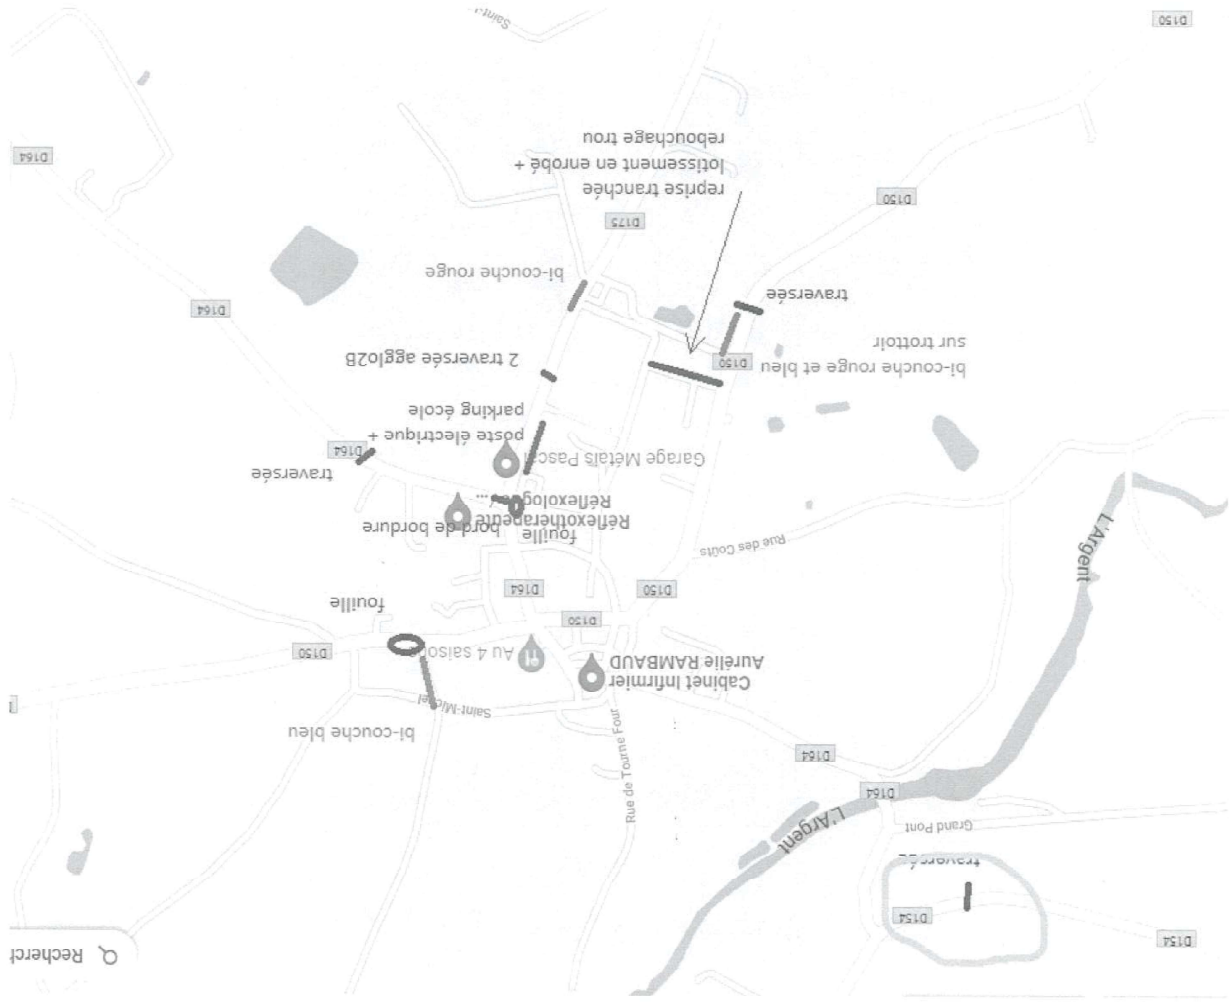 Recherch
D154
D154
traversée
Grand Pont
L'Argent
D164
D164
Rue de Tourne Four
bi-couche bleu
Saint-Michel
Cabinet Infirmier
Aurélie RAMBAUD
Au 4 saisons
D150
fouille
D150
D150
D164
Rue des Coûts
L'Argent
fouille
bord de bordure
Réflexothérapeute
Réflexologue ...
traversée
D164
Garage Métais Pascal
poste électrique +
parking école
bi-couche rouge et bleu
sur trottoir
D150
2 traversée agglo2B
traversée
D164
bi-couche rouge
D175
D150
reprise tranchée
lotissement en enrobé +
rebouchage trou
D164
D150